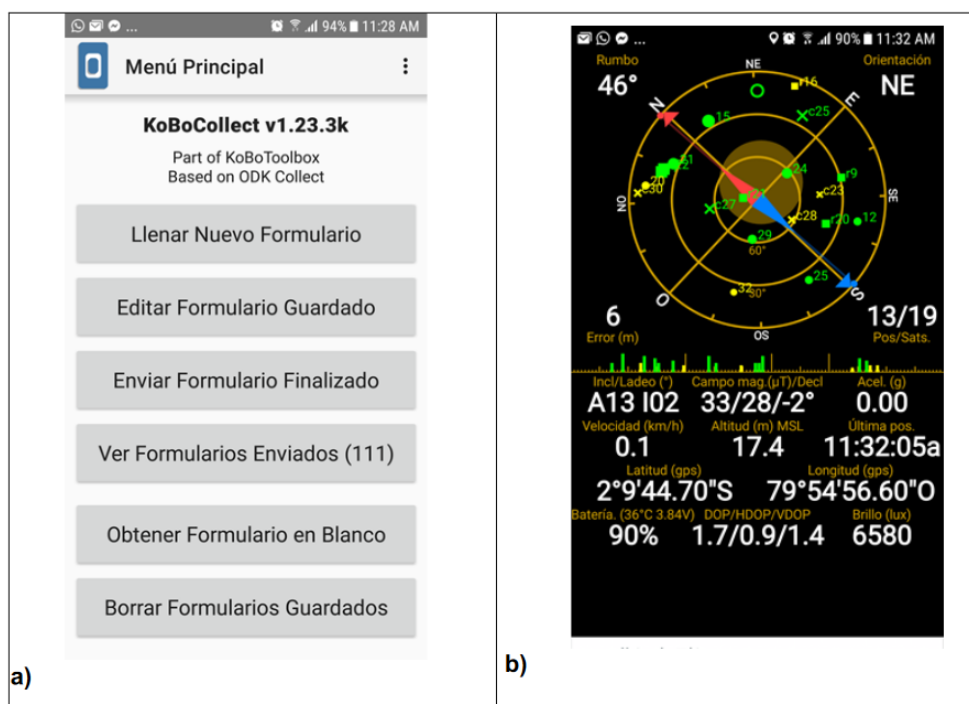 ... 94% 11:28 AM
Menú Principal
KoBoCollect v1.23.3k
Part of KoBoToolbox
Based on ODK Collect
Llenar Nuevo Formulario
Editar Formulario Guardado
Enviar Formulario Finalizado
Ver Formularios Enviados (111)
Obtener Formulario en Blanco
Borrar Formularios Guardados
a)
... 90% 11:32 AM
Rumbo NE Orientación
46° NE
r16
N E
15 c25
24
r9
20
c30 c23
NO SE
c27 r20 12
c28
29
60°
25
32 30°
O S
6 OS 13/19
Error (m) Pos/Sats.
Incl/Ladeo (°) Campo mag.(µT)/Decl Acel. (g)
A13 I02 33/28/-2° 0.00
Velocidad (km/h) Altitud (m) MSL Última pos.
0.1 17.4 11:32:05a
Latitud (gps) Longitud (gps)
2°9'44.70"S 79°54'56.60"O
Batería. (36°C 3.84V) DOP/HDOP/VDOP Brillo (lux)
90% 1.7/0.9/1.4 6580
b)